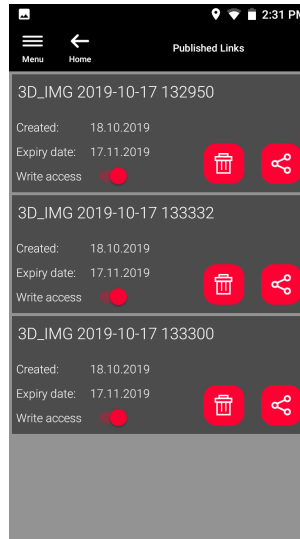 2:31 PM
Menu
Home
Published Links
3D_IMG 2019-10-17 132950
Created: 18.10.2019
Expiry date: 17.11.2019
Write access
3D_IMG 2019-10-17 133332
Created: 18.10.2019
Expiry date: 17.11.2019
Write access
3D_IMG 2019-10-17 133300
Created: 18.10.2019
Expiry date: 17.11.2019
Write access